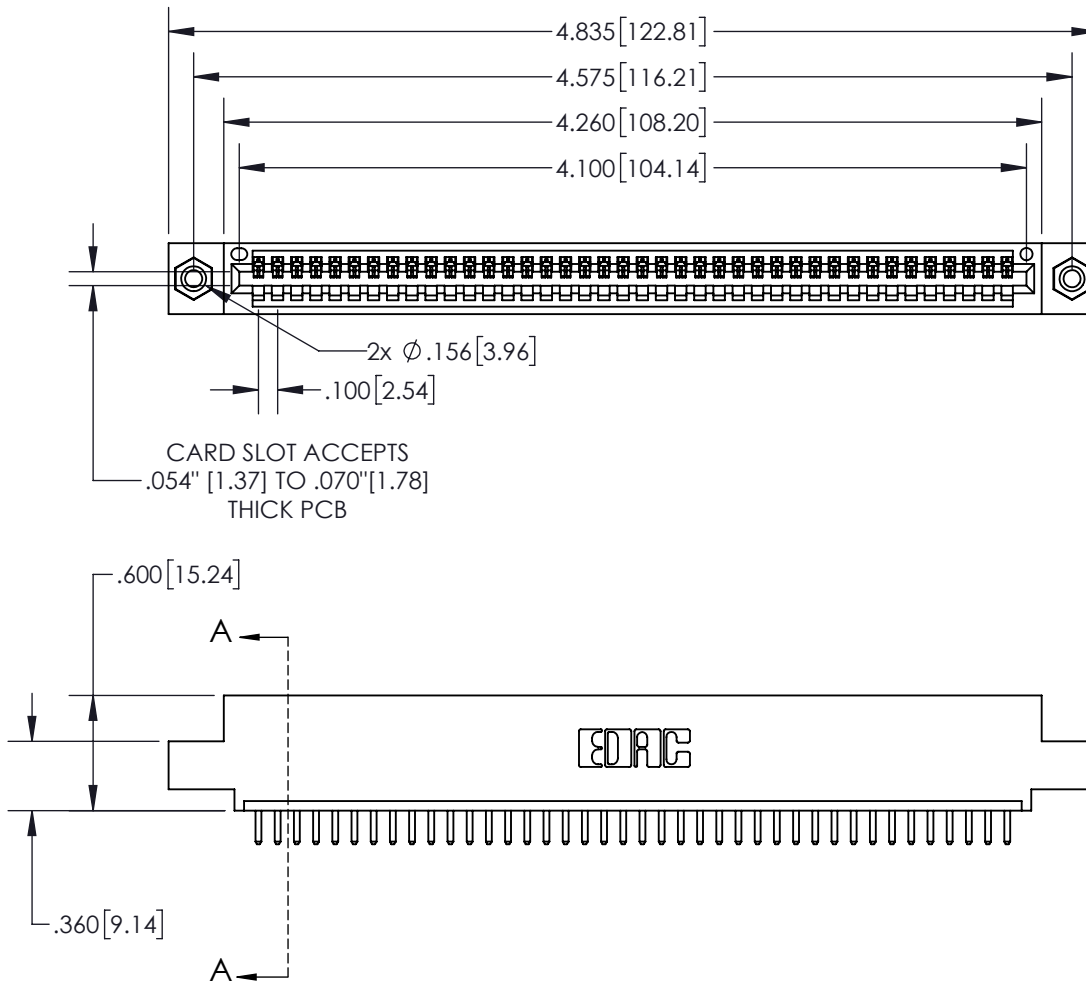 4.835[122.81]
4.575[116.21]
4.260[108.20]
4.100[104.14]
2x ∅ .156[3.96]
.100[2.54]
CARD SLOT ACCEPTS
.054" [1.37] TO .070"[1.78]
THICK PCB
.600[15.24]
A
EDAC
.360[9.14]
A